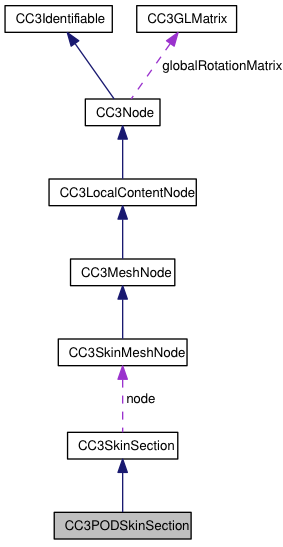 CC3Identifiable
CC3GLMatrix
globalRotationMatrix
CC3Node
CC3LocalContentNode
CC3MeshNode
CC3SkinMeshNode
node
CC3SkinSection
CC3PODSkinSection